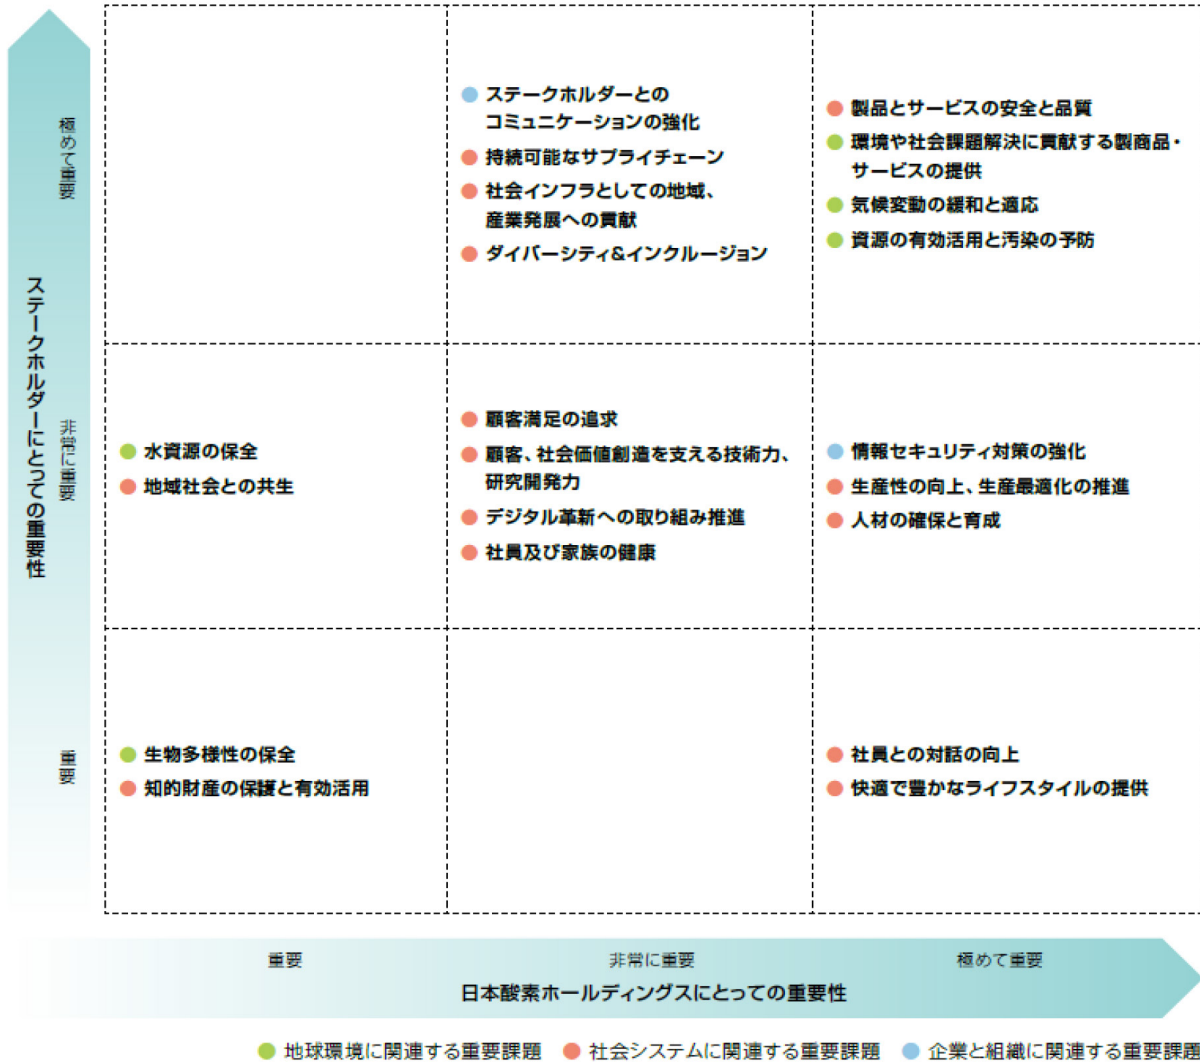 ステークホルダーにとっての重要性
極めて重要
ステークホルダーとの
コミュニケーションの強化
持続可能なサプライチェーン
社会インフラとしての地域、
産業発展への貢献
ダイバーシティ&インクルージョン
製品とサービスの安全と品質
環境や社会課題解決に貢献する製商品・
サービスの提供
気候変動の緩和と適応
資源の有効活用と汚染の予防
非常に重要
水資源の保全
地域社会との共生
顧客満足の追求
顧客、社会価値創造を支える技術力、
研究開発力
デジタル革新への取り組み推進
社員及び家族の健康
情報セキュリティ対策の強化
生産性の向上、生産最適化の推進
人材の確保と育成
重要
生物多様性の保全
知的財産の保護と有効活用
社員との対話の向上
快適で豊かなライフスタイルの提供
重要
非常に重要
極めて重要
日本酸素ホールディングスにとっての重要性
地球環境に関連する重要課題
社会システムに関連する重要課題
企業と組織に関連する重要課題